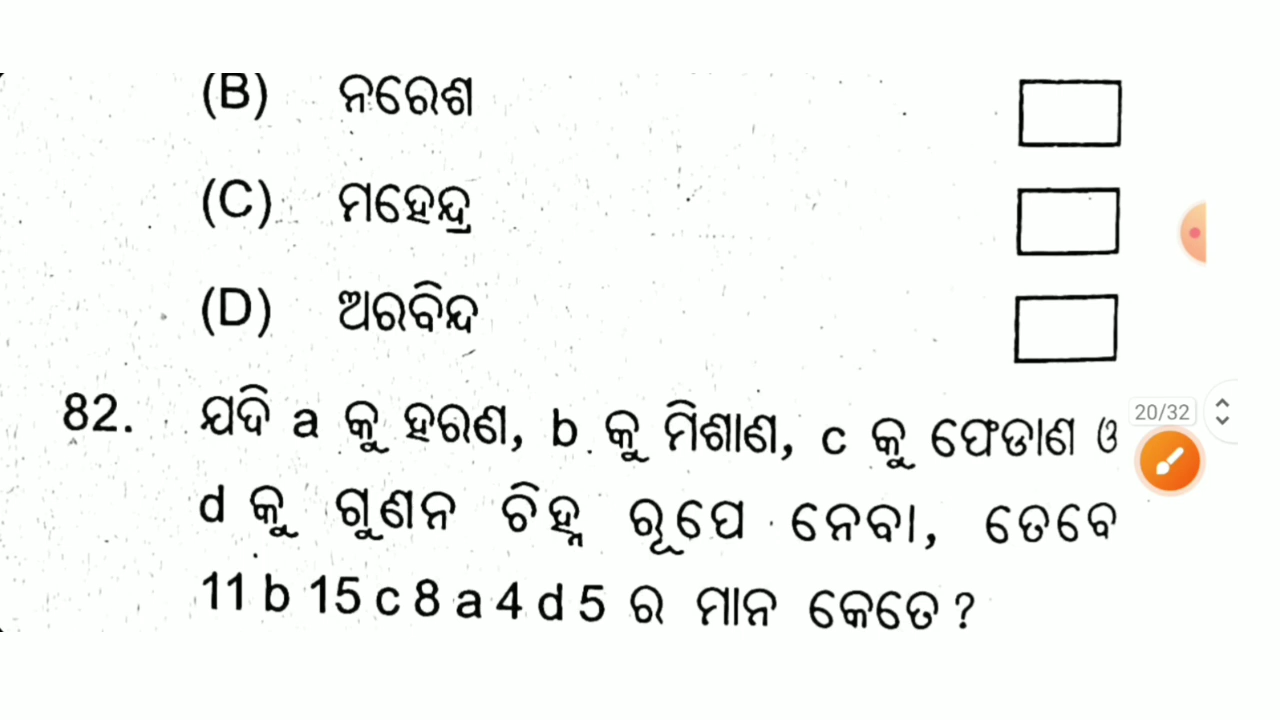 (B) ନରେଶ
(C) ମହେନ୍ଦ୍ର
(D) ଅରବିନ୍ଦ
82. ଯଦି a କୁ ହରଣ, b କୁ ମିଶାଣ, c କୁ ଫେଡାଣ ଓ
20/32
d କୁ ଗୁଣନ ଚିହ୍ନ ରୂପେ ନେବା, ତେବେ
11 b 15 c 8 a 4 d 5 ର ମାନ କେତେ ?